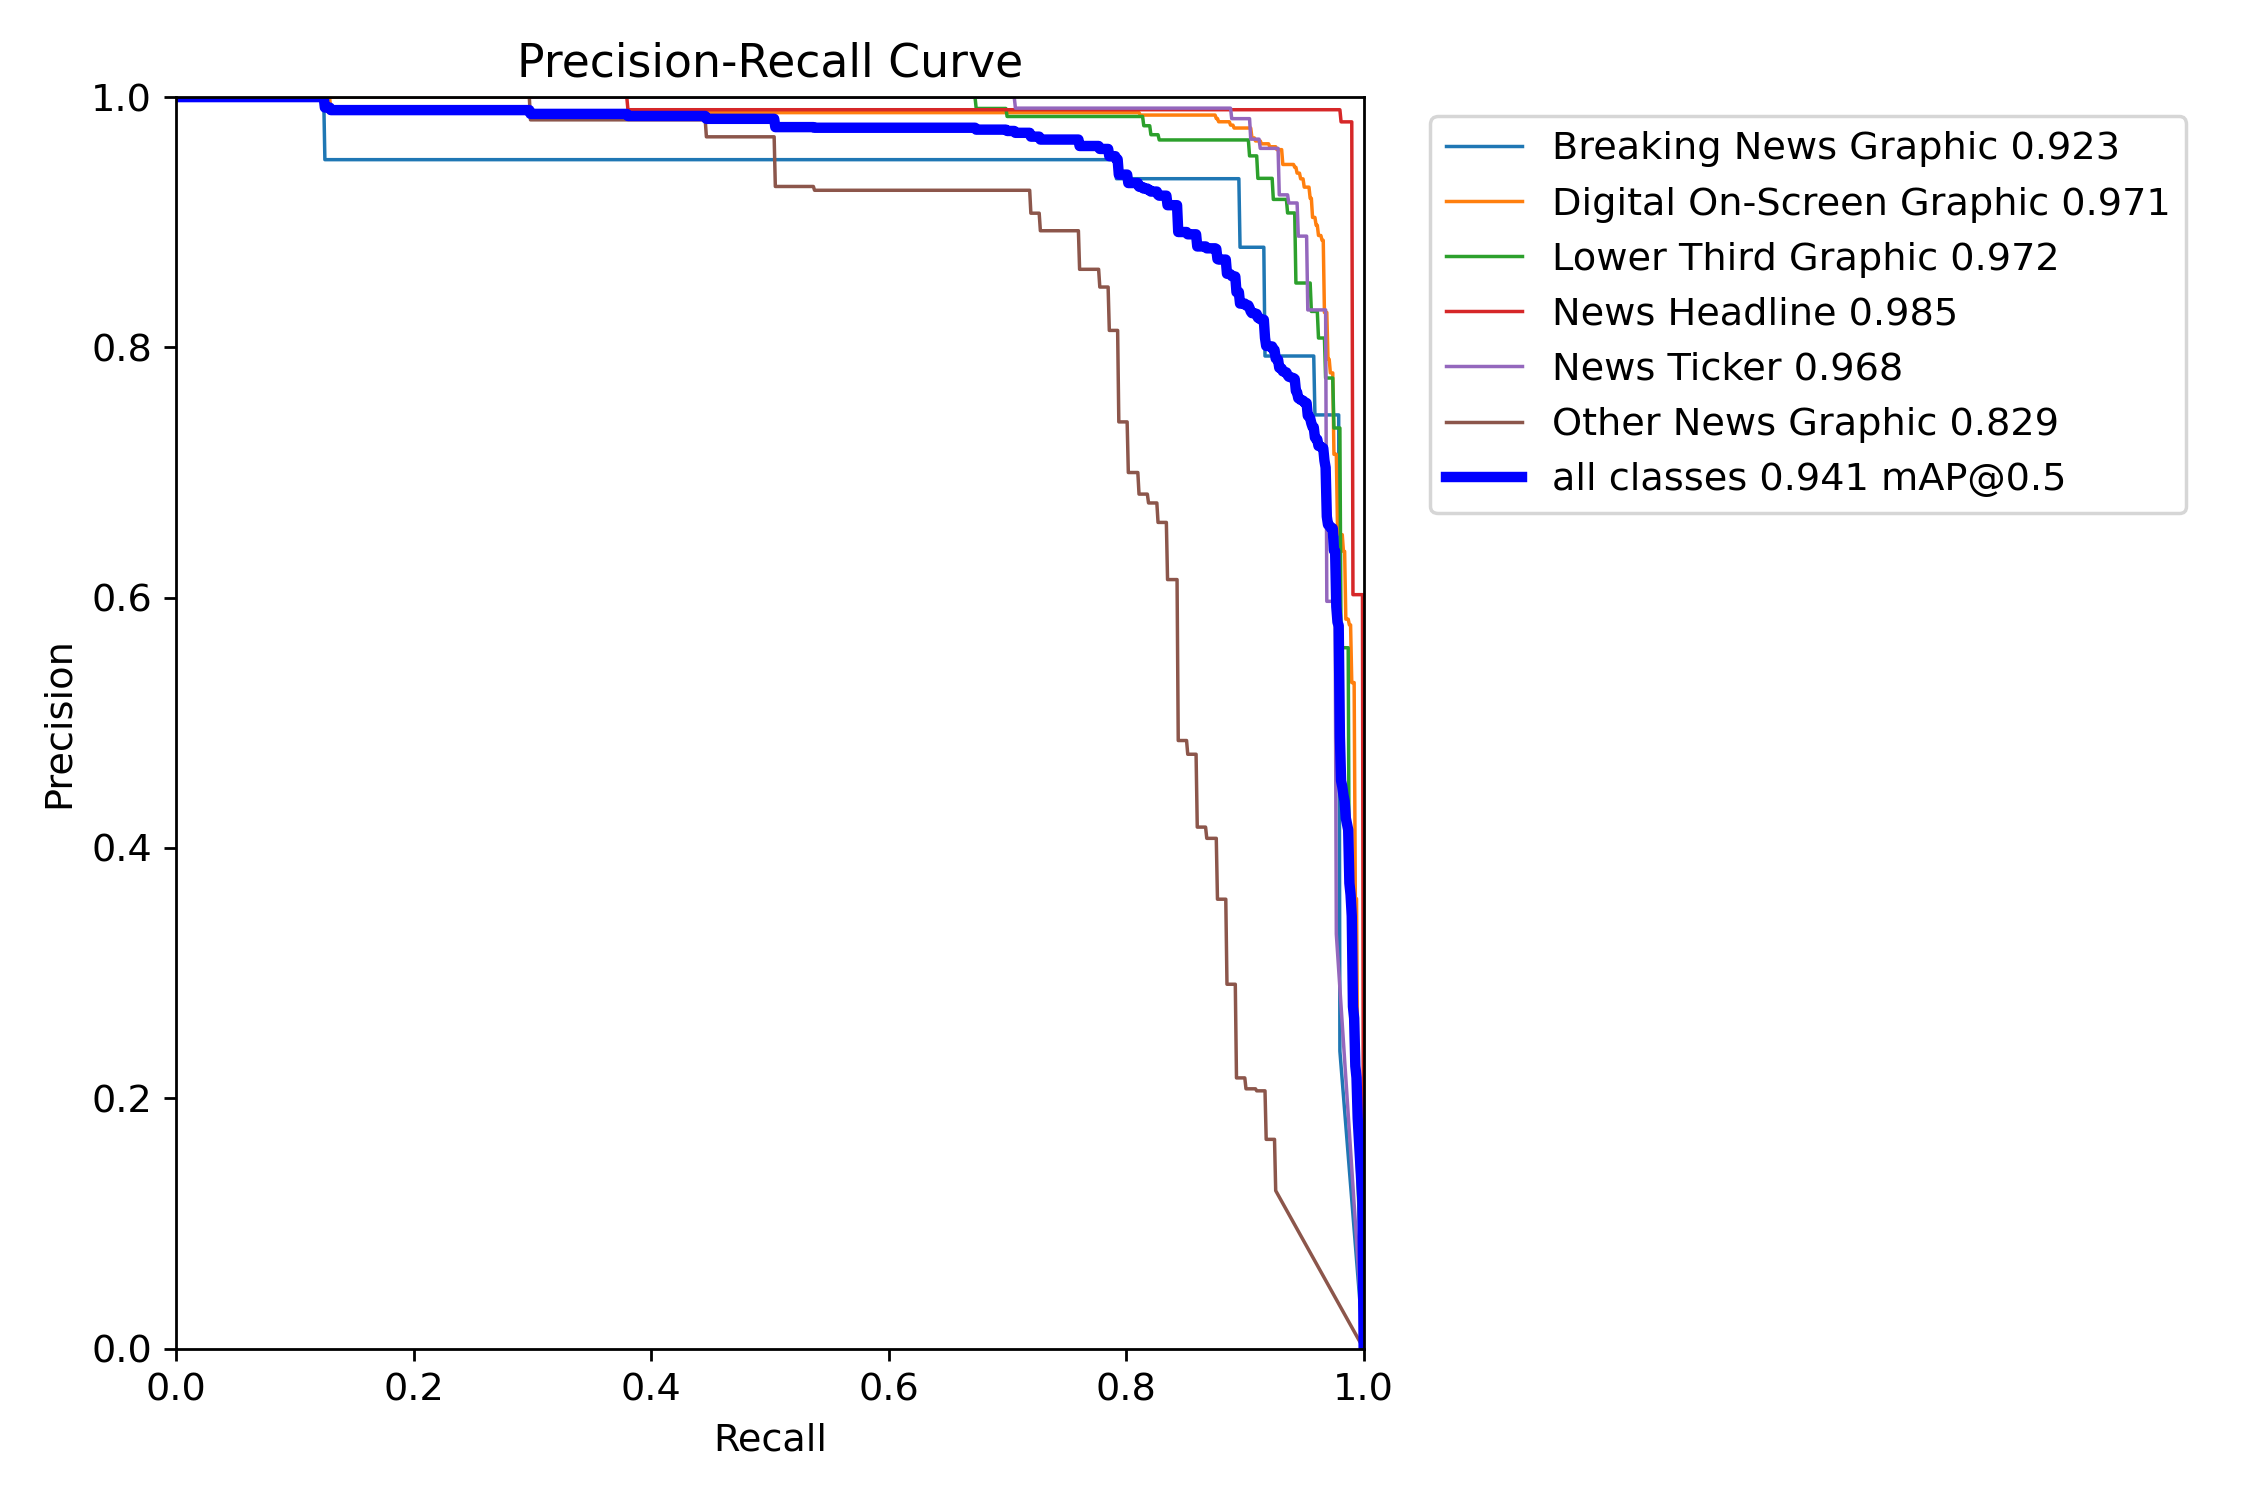 Precision-Recall Curve
1.0
0.8
0.6
0.4
0.2
0.0
Precision
0.0 0.2 0.4 0.6 0.8 1.0
Recall
Breaking News Graphic 0.923
Digital On-Screen Graphic 0.971
Lower Third Graphic 0.972
News Headline 0.985
News Ticker 0.968
Other News Graphic 0.829
all classes 0.941 mAP@0.5